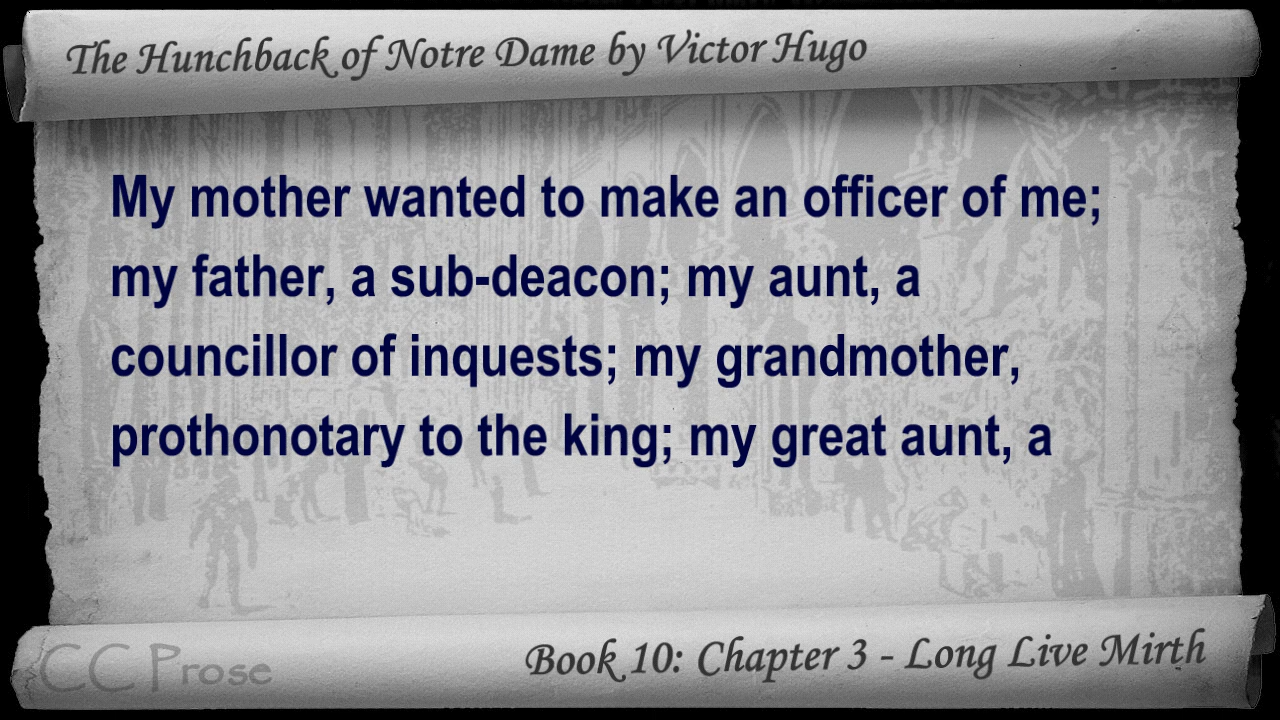 The Hunchback of Notre Dame by Victor Hugo
My mother wanted to make an officer of me;
my father, a sub-deacon; my aunt, a
councillor of inquests; my grandmother,
prothonotary to the king; my great aunt, a
CC Prose
Book 10: Chapter 3 - Long Live Mirth